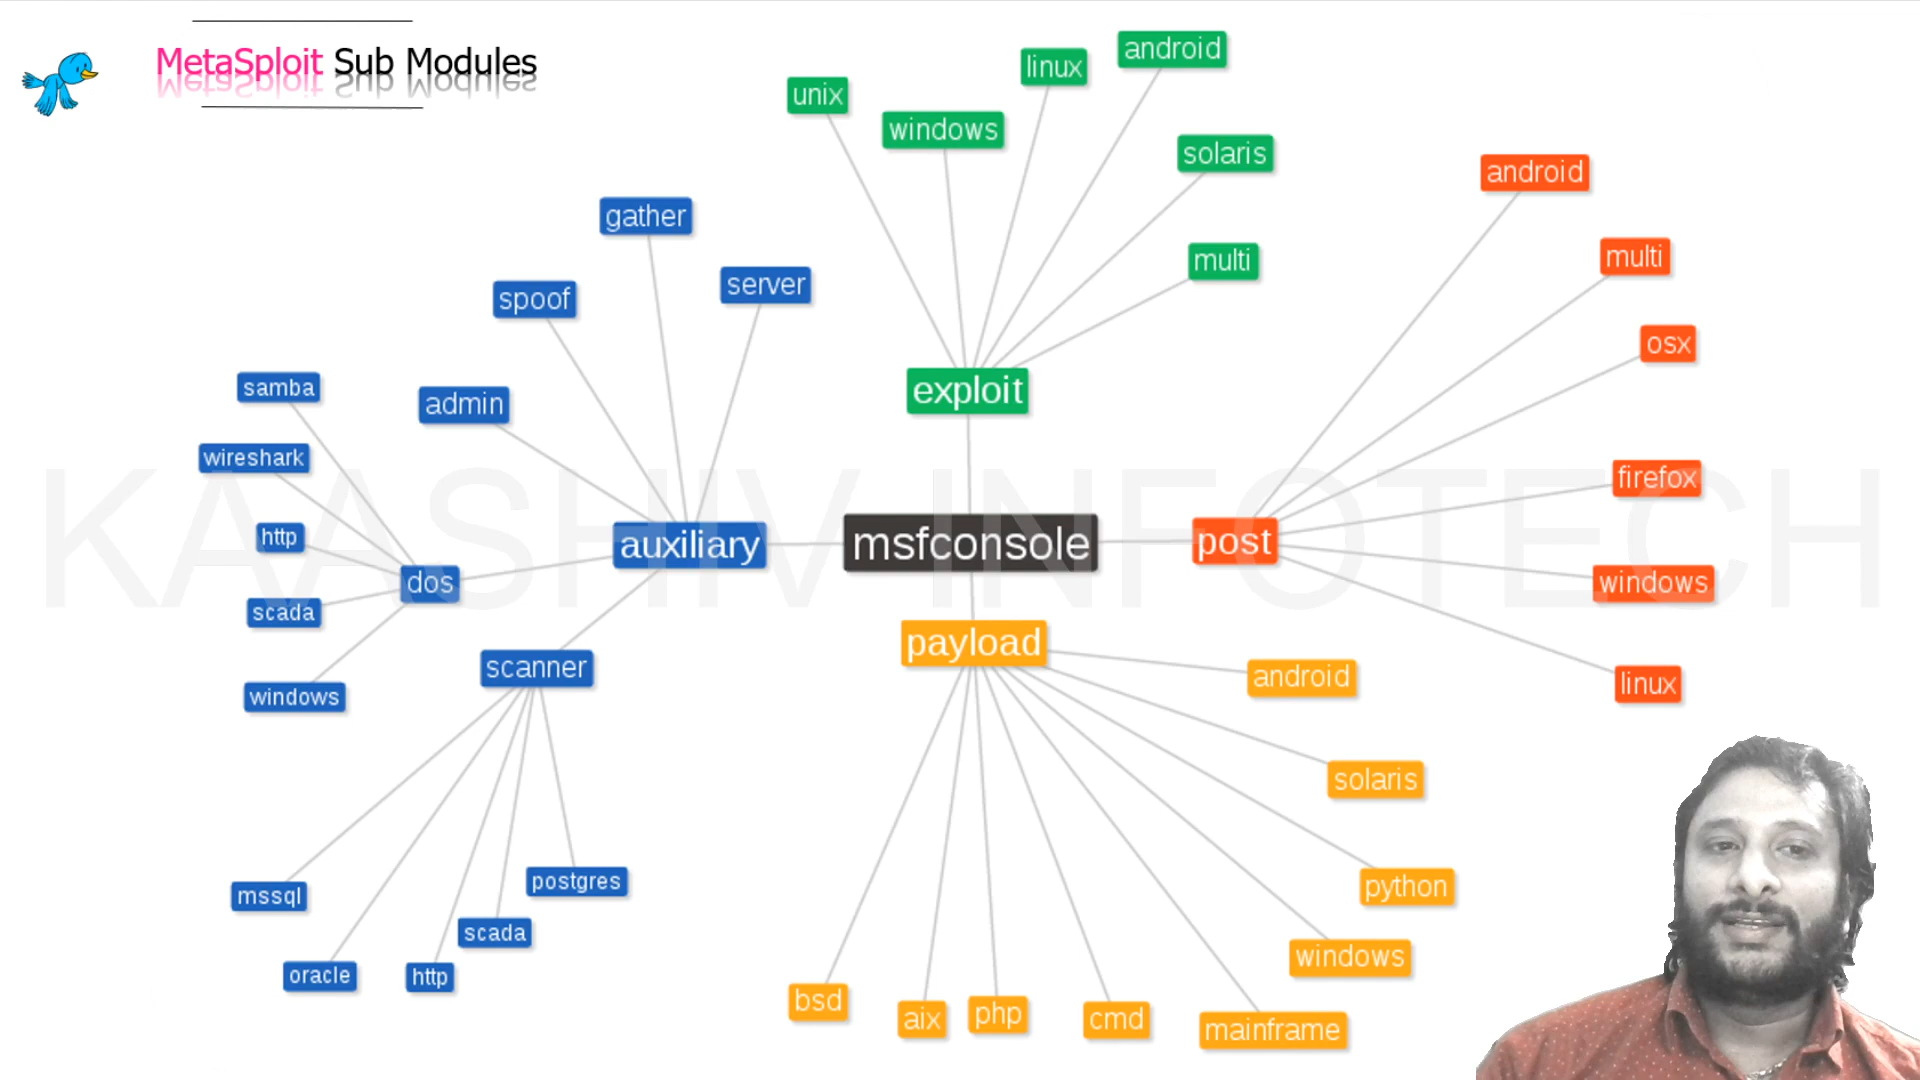 MetaSploit Sub Modules
unix
windows
linux
android
solaris
multi
exploit
gather
spoof
server
admin
auxiliary
samba
wireshark
http
dos
scada
windows
scanner
mssql
oracle
http
scada
postgres
msfconsole
post
android
multi
osx
firefox
windows
linux
payload
android
solaris
python
windows
mainframe
cmd
php
aix
bsd
KAASHIV INFOTECH